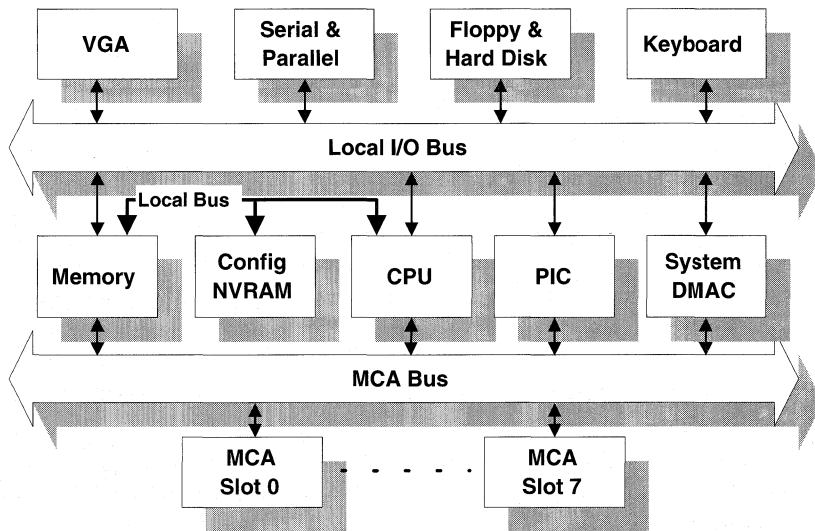 VGA
Serial &
Parallel
Floppy &
Hard Disk
Keyboard
Local I/O Bus
Local Bus
Memory
Config
NVRAM
CPU
PIC
System
DMAC
MCA Bus
MCA
Slot 0
MCA
Slot 7